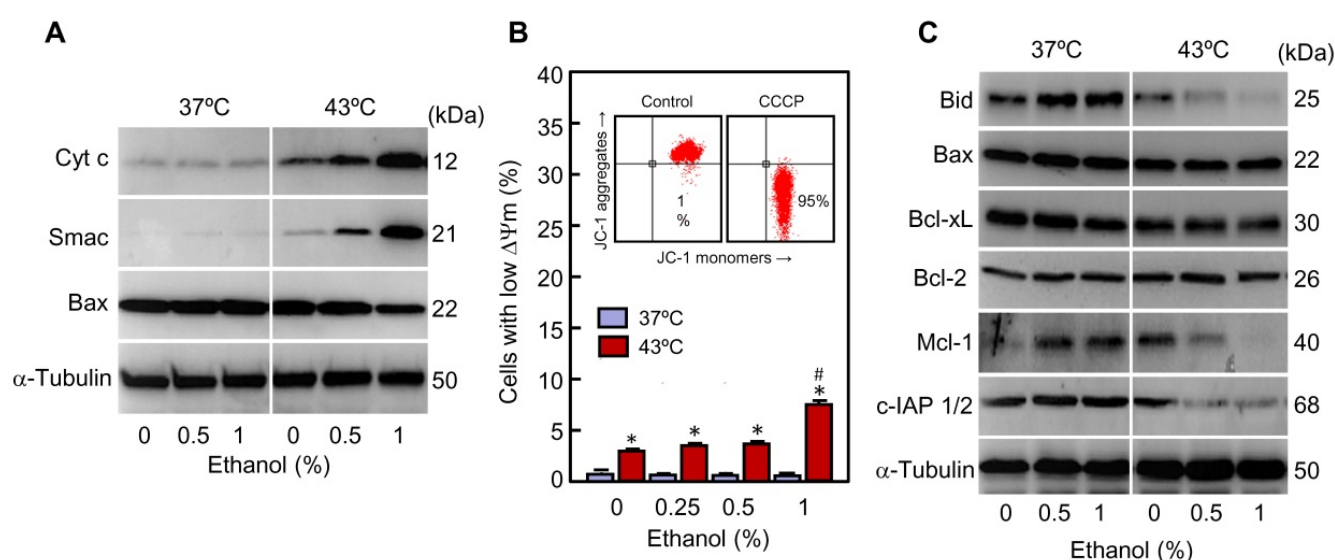 A
37ºC 43ºC (kDa)
Cyt c 12
Smac 21
Bax 22
α-Tubulin 50
0 0.5 1 0 0.5 1
Ethanol (%)
B
Cells with low ΔΨm (%)
40
35
30
25
20
15
10
5
0
Control CCCP
JC-1 aggregates →
1
%
95%
JC-1 monomers →
37ºC
43ºC
* * * # *
0 0.25 0.5 1
Ethanol (%)
C
37ºC 43ºC (kDa)
Bid 25
Bax 22
Bcl-xL 30
Bcl-2 26
Mcl-1 40
c-IAP 1/2 68
α-Tubulin 50
0 0.5 1 0 0.5 1
Ethanol (%)